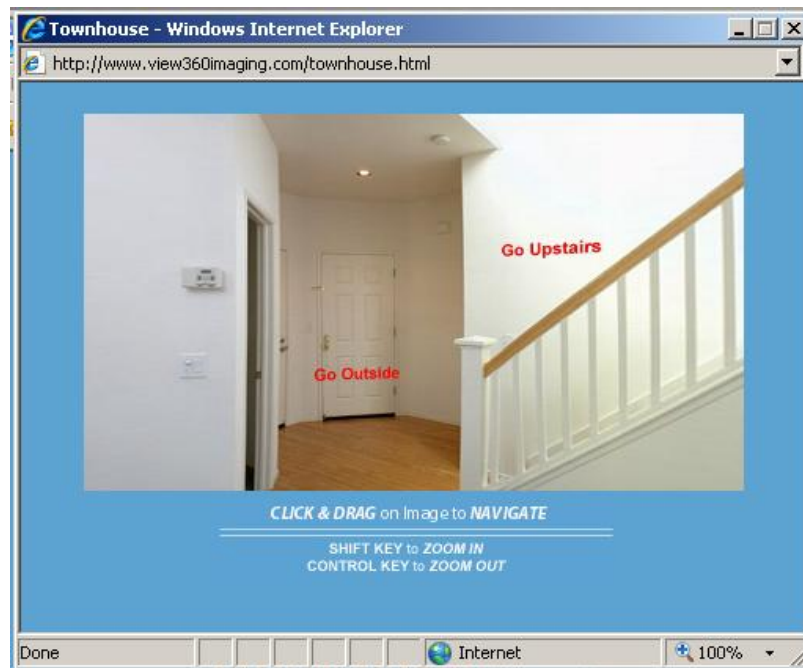 Townhouse - Windows Internet Explorer
http://www.view360imaging.com/townhouse.html
Go Upstairs
Go Outside
CLICK & DRAG on Image to NAVIGATE
SHIFT KEY to ZOOM IN
CONTROL KEY to ZOOM OUT
Done Internet 100%